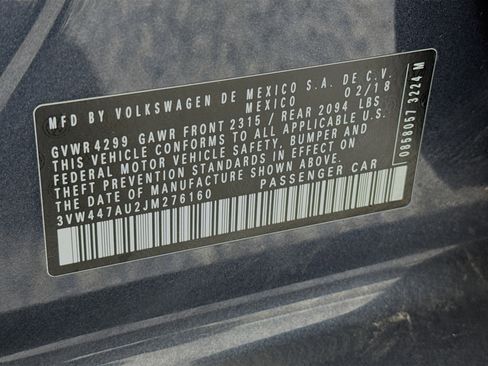 MFD BY VOLKSWAGEN DE MEXICO S.A. DE C.V.
MEXICO 02/18
GVWR 4299 GAWR FRONT 2315 / REAR 2094 LBS
THIS VEHICLE CONFORMS TO ALL APPLICABLE U.S.
FEDERAL MOTOR VEHICLE SAFETY, BUMPER AND
THEFT PREVENTION STANDARDS IN EFFECT ON
THE DATE OF MANUFACTURE SHOWN ABOVE.
3VW447AU2JM276160 PASSENGER CAR
0858057 3224 M